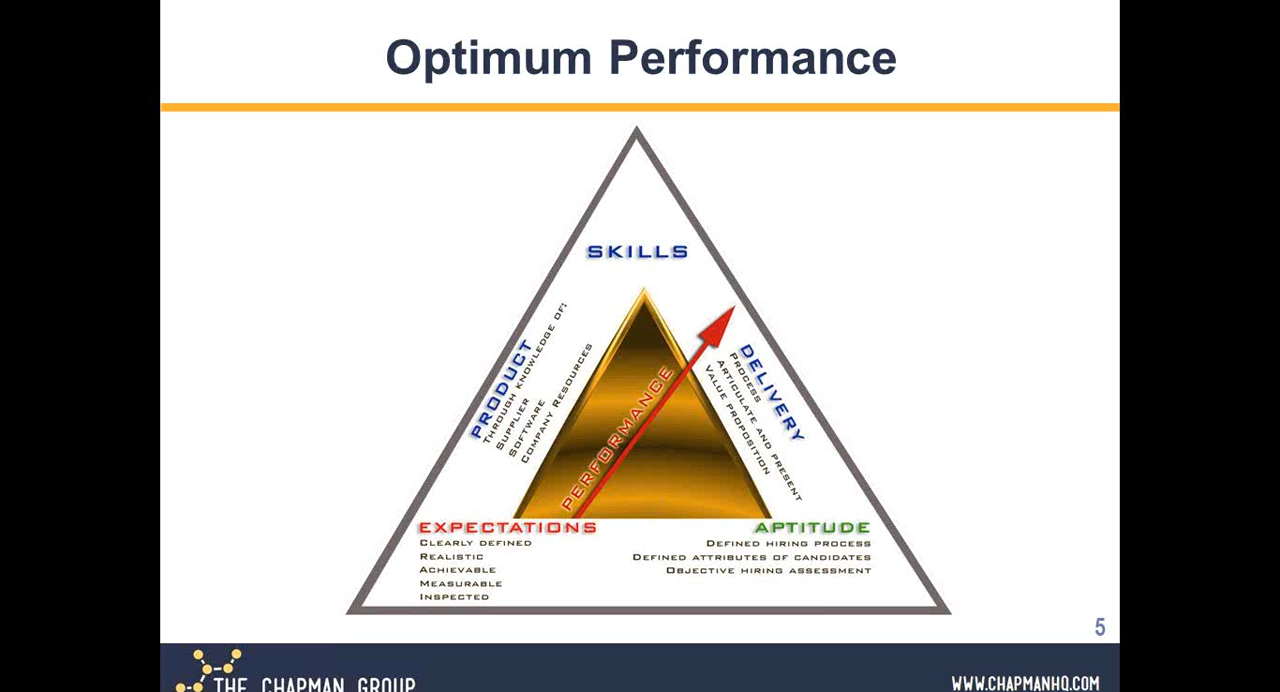 Optimum Performance
SKILLS
PRODUCT
THROUGH KNOWLEDGE OF:
SUPPLIER
SOFTWARE
COMPANY RESOURCES
PERFORMANCE
DELIVERY
PROCESS
ARTICULATE AND PRESENT
VALUE PROPOSITION
EXPECTATIONS
CLEARLY DEFINED
REALISTIC
ACHIEVABLE
MEASURABLE
INSPECTED
APTITUDE
DEFINED HIRING PROCESS
DEFINED ATTRIBUTES OF CANDIDATES
OBJECTIVE HIRING ASSESSMENT
5
THE CHAPMAN GROUP
WWW.CHAPMANHQ.COM